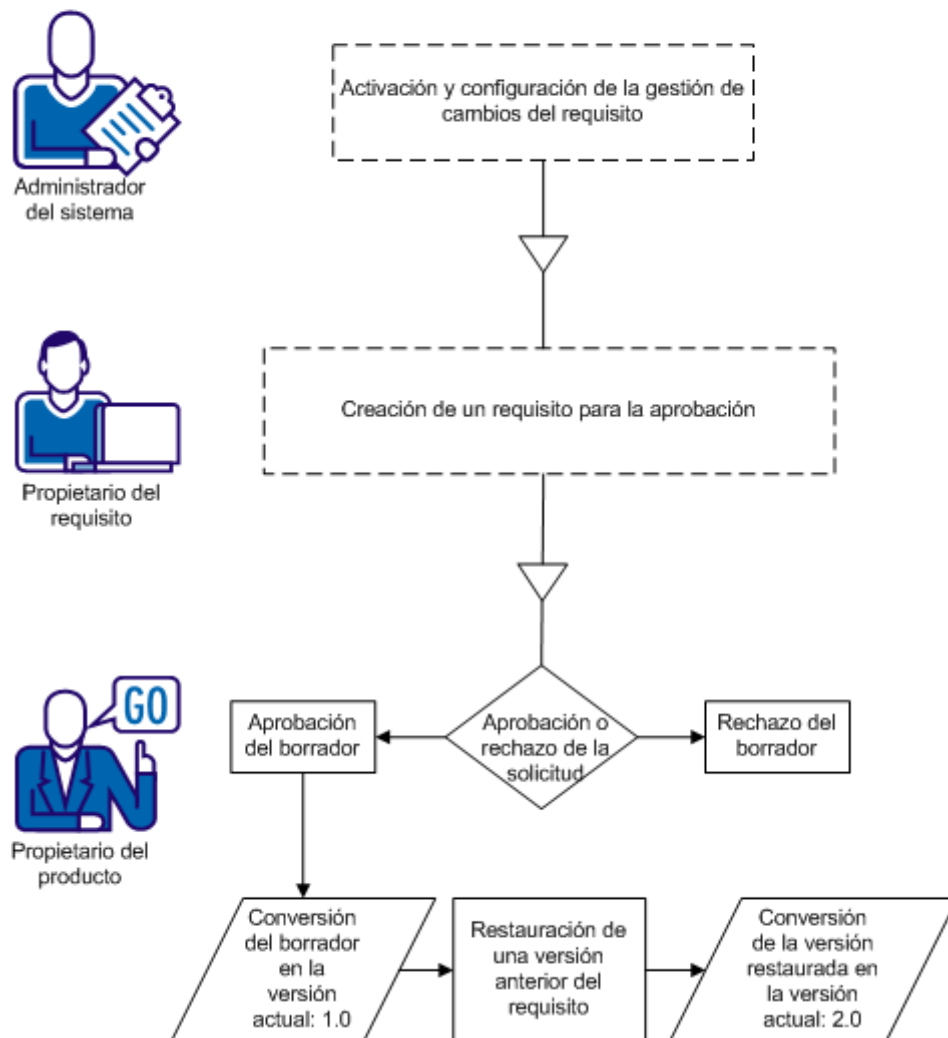 Activación y configuración de la gestión de
cambios del requisito
Administrador
del sistema
Creación de un requisito para la aprobación
Propietario del
requisito
GO
Aprobación
del borrador
Aprobación o
rechazo de la
solicitud
Rechazo del
borrador
Propietario del
producto
Conversión
del borrador
en la
versión
actual: 1.0
Restauración de
una versión
anterior del
requisito
Conversión
de la versión
restaurada en
la versión
actual: 2.0